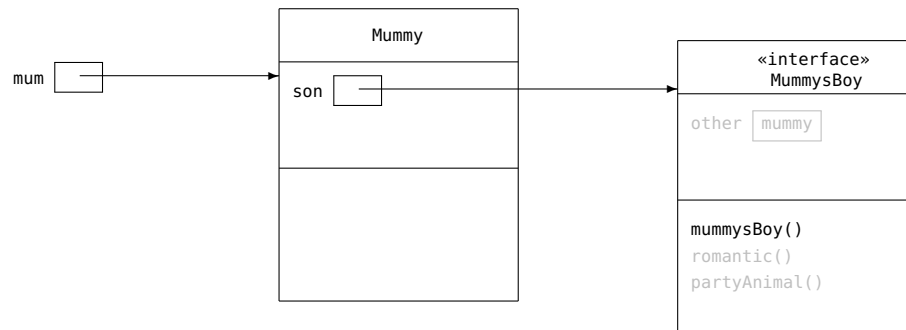 mum
Mummy
son
«interface»
MummysBoy
other mummy
mummysBoy()
romantic()
partyAnimal()